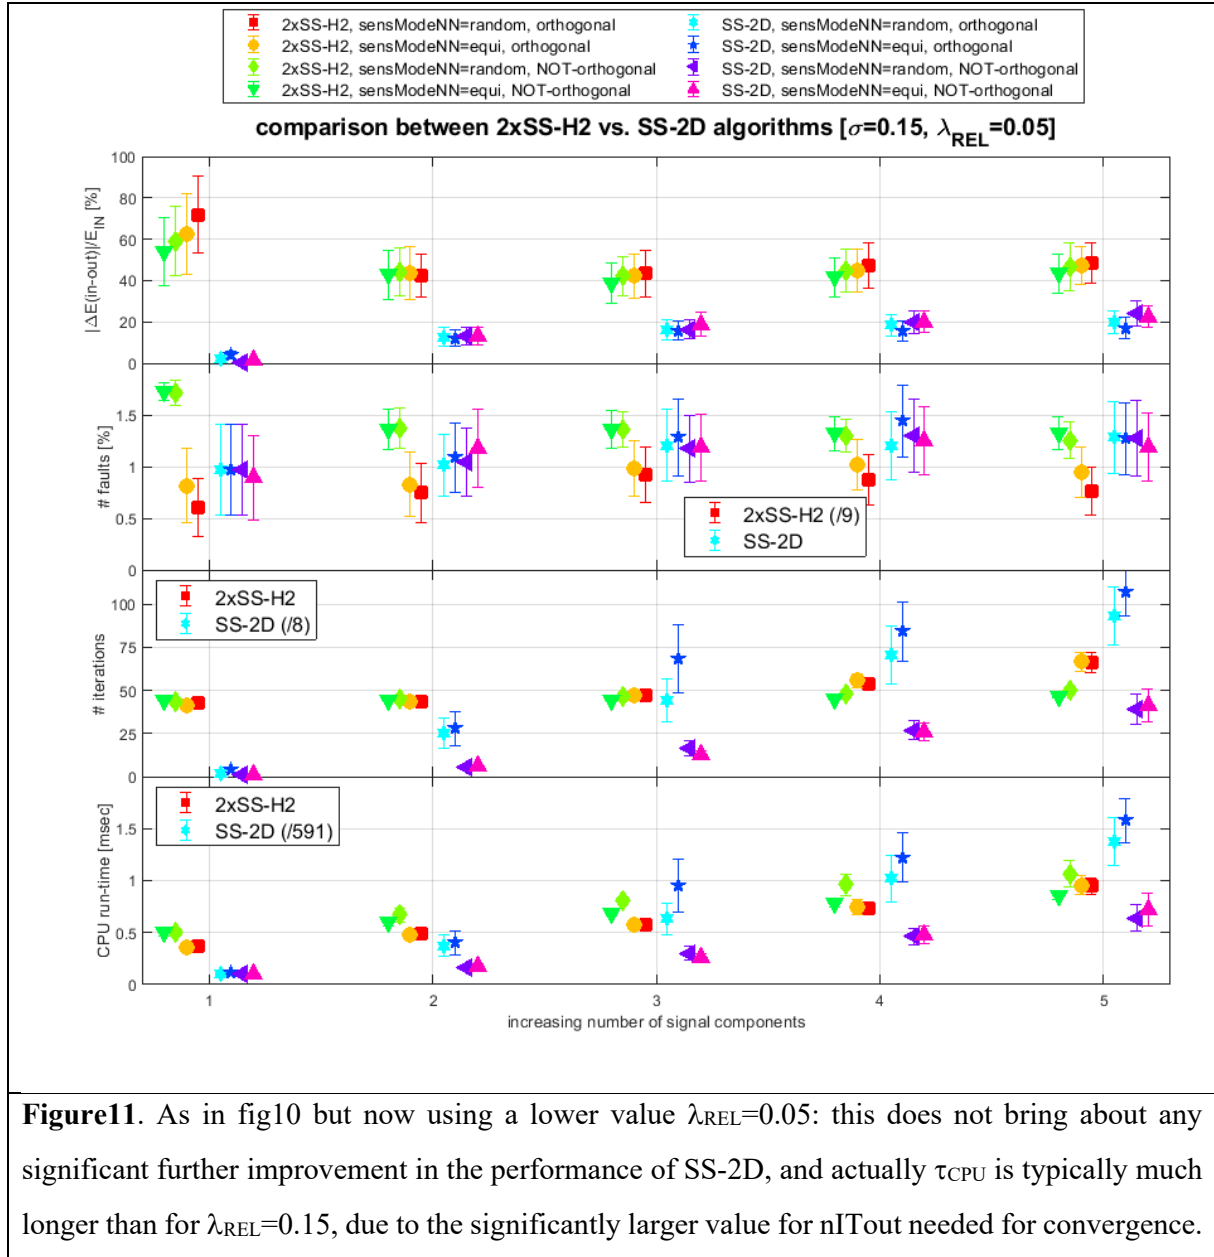 2xSS-H2, sensModeNN=random, orthogonal
2xSS-H2, sensModeNN=equi, orthogonal
2xSS-H2, sensModeNN=random, NOT-orthogonal
2xSS-H2, sensModeNN=equi, NOT-orthogonal
SS-2D, sensModeNN=random, orthogonal
SS-2D, sensModeNN=equi, orthogonal
SS-2D, sensModeNN=random, NOT-orthogonal
SS-2D, sensModeNN=equi, NOT-orthogonal
comparison between 2xSS-H2 vs. SS-2D algorithms [σ=0.15, λREL=0.05]
|ΔE(in-out)|/EIN [%]
100
80
60
40
20
0
# faults [%]
1.5
1
0.5
0
2xSS-H2 (/9)
SS-2D
# iterations
100
75
50
25
0
2xSS-H2
SS-2D (/8)
CPU run-time [msec]
1.5
1
0.5
0
2xSS-H2
SS-2D (/591)
1 2 3 4 5
increasing number of signal components
Figure11. As in fig10 but now using a lower value λREL=0.05: this does not bring about any
significant further improvement in the performance of SS-2D, and actually τCPU is typically much
longer than for λREL=0.15, due to the significantly larger value for nITout needed for convergence.